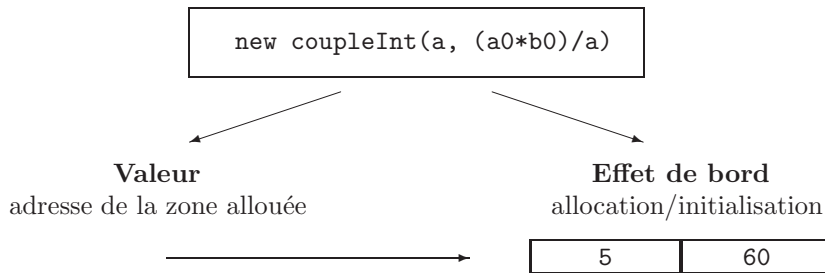 new coupleInt(a, (a0*b0)/a)
Valeur
adresse de la zone allouée
Effet de bord
allocation/initialisation
5 60